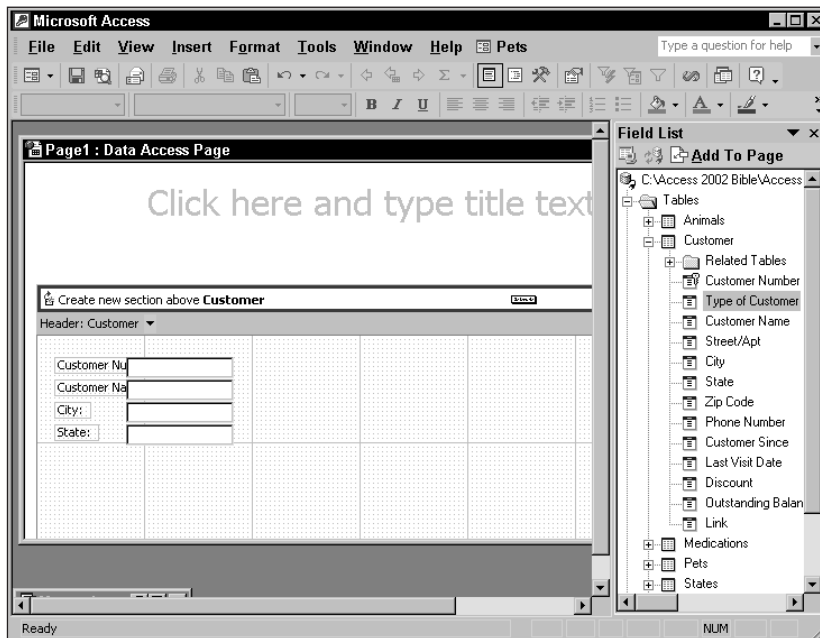 Microsoft Access
File Edit View Insert Format Tools Window Help Pets
Type a question for help
B I U
Page1 : Data Access Page
Click here and type title text
Create new section above Customer
Header: Customer
Customer Nu
Customer Na
City:
State:
Field List
Add To Page
C:\Access 2002 Bible\Access
Tables
Animals
Customer
Related Tables
Customer Number
Type of Customer
Customer Name
Street/Apt
City
State
Zip Code
Phone Number
Customer Since
Last Visit Date
Discount
Outstanding Balan
Link
Medications
Pets
States
Ready
NUM